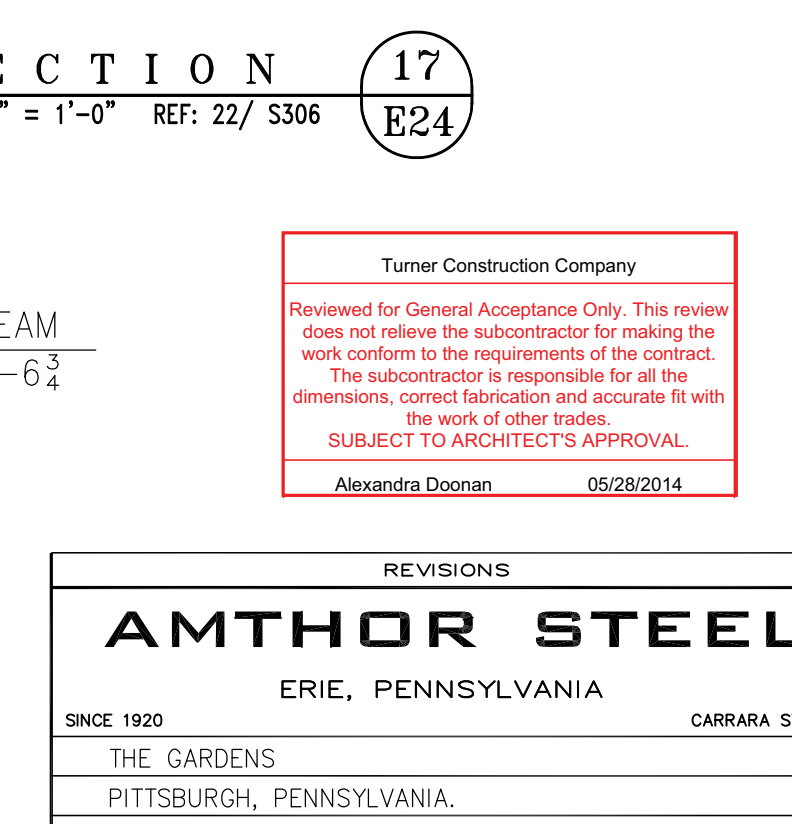 E C T I O N
17
" = 1'-0" REF: 22/ S306
E24
Turner Construction Company
Reviewed for General Acceptance Only. This review
does not relieve the subcontractor for making the
work conform to the requirements of the contract.
The subcontractor is responsible for all the
dimensions, correct fabrication and accurate fit with
the work of other trades.
SUBJECT TO ARCHITECT'S APPROVAL.
Alexandra Doonan 05/28/2014
EAM
-6 3/4
REVISIONS
AMTHOR STEEL
ERIE, PENNSYLVANIA
SINCE 1920 CARRARA S
THE GARDENS
PITTSBURGH, PENNSYLVANIA.